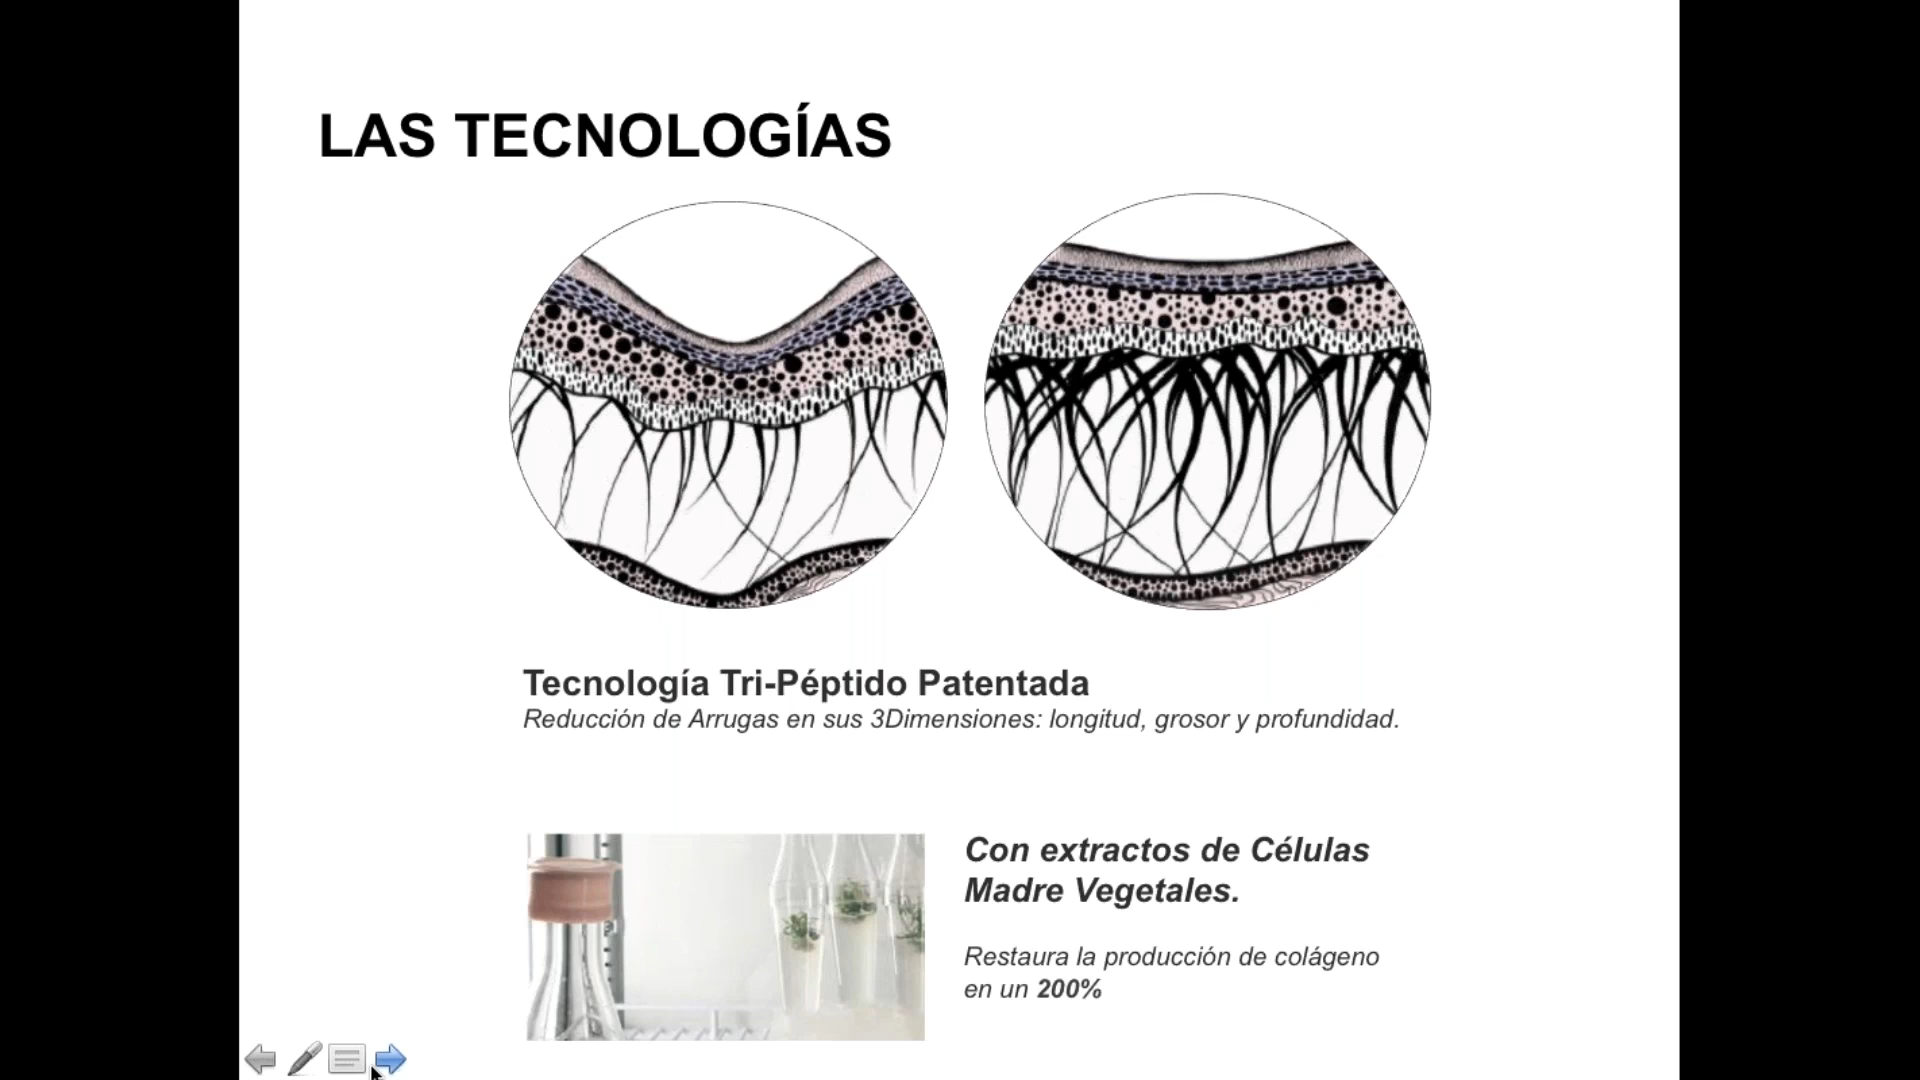 LAS TECNOLOGÍAS
Tecnología Tri-Péptido Patentada
Reducción de Arrugas en sus 3Dimensiones: longitud, grosor y profundidad.
Con extractos de Células
Madre Vegetales.
Restaura la producción de colágeno
en un 200%